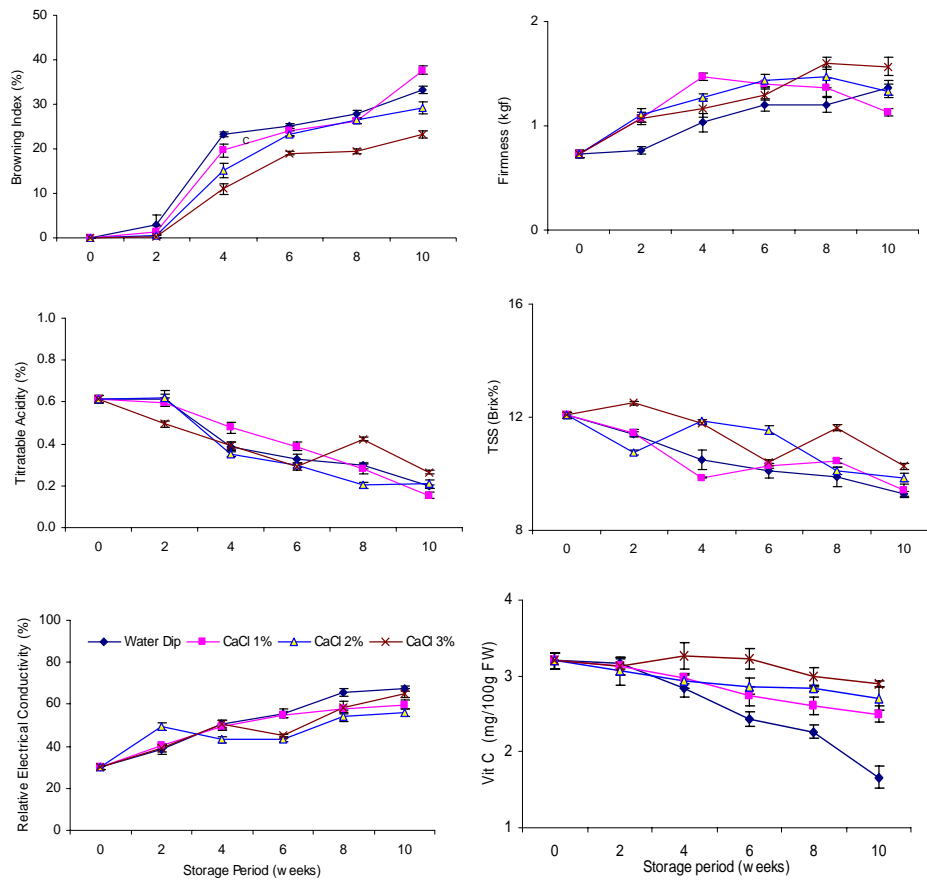 Browning Index (%)
50
40
30
20
10
0
C
0 2 4 6 8 10
Firmness (kgf)
2
1
0
0 2 4 6 8 10
Titratable Acidity (%)
1.0
0.8
0.6
0.4
0.2
0.0
0 2 4 6 8 10
TSS (Brix%)
16
12
8
0 2 4 6 8 10
Relative Electrical Conductivity (%)
100
80
60
40
20
0
Water Dip CaCl 1% CaCl 2% CaCl 3%
0 2 4 6 8 10
Storage Period (weeks)
Vit C (mg/100g FW)
4
3
2
1
0 2 4 6 8 10
Storage period (weeks)